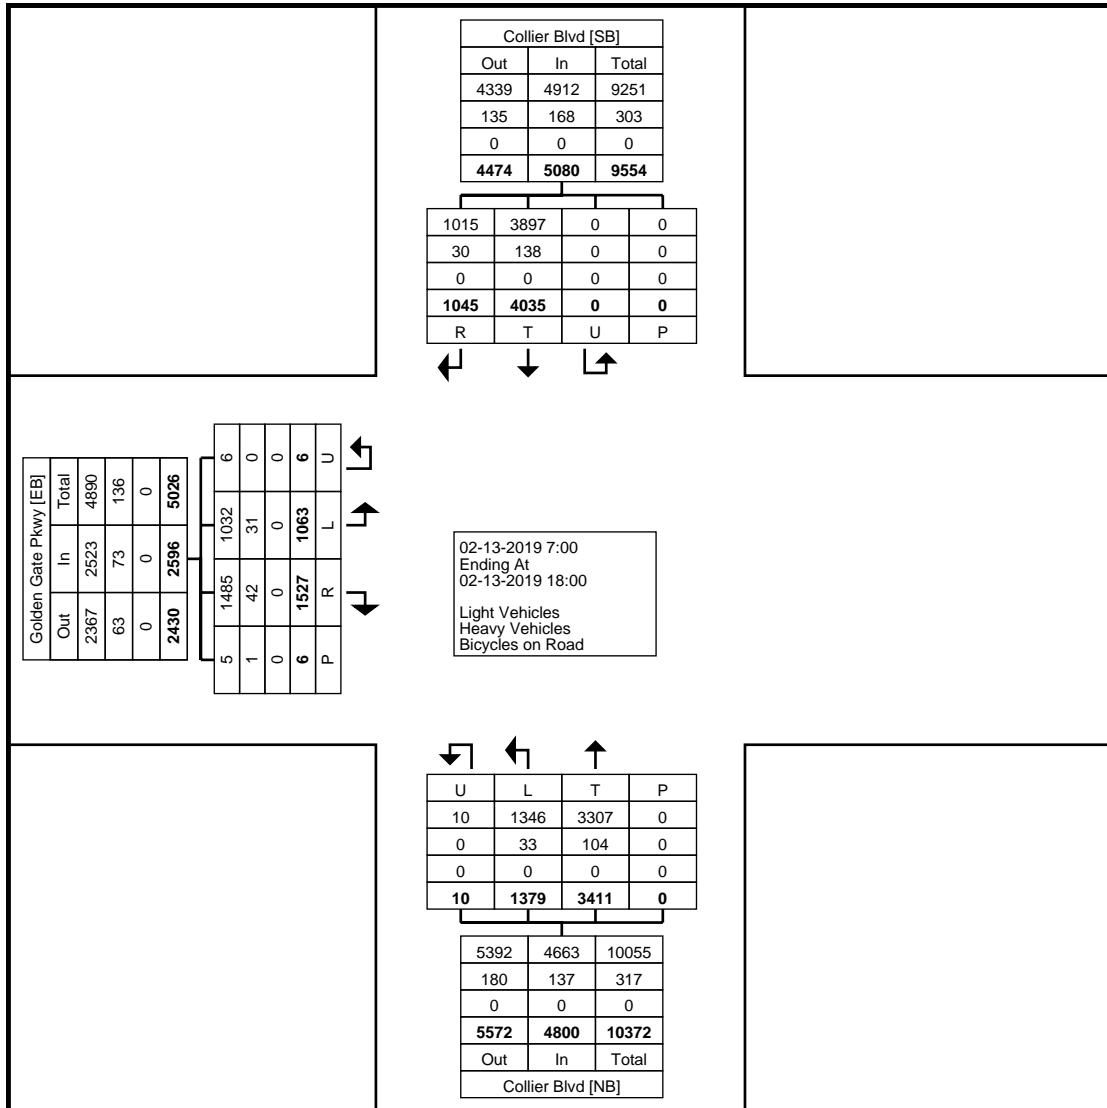 Collier Blvd [SB]
Out In Total
4339 4912 9251
135 168 303
0 0 0
4474 5080 9554
1015 3897 0 0
30 138 0 0
0 0 0 0
1045 4035 0 0
R T U P
Golden Gate Pkwy [EB]
Out In Total
2367 2523 4890
63 73 136
0 0 0
2430 2596 5026
5 1485 1032 6
1 42 31 0
0 0 0 0
6 1527 1063 6
P R L U
02-13-2019 7:00
Ending At
02-13-2019 18:00
Light Vehicles
Heavy Vehicles
Bicycles on Road
U L T P
10 1346 3307 0
0 33 104 0
0 0 0 0
10 1379 3411 0
5392 4663 10055
180 137 317
0 0 0
5572 4800 10372
Out In Total
Collier Blvd [NB]